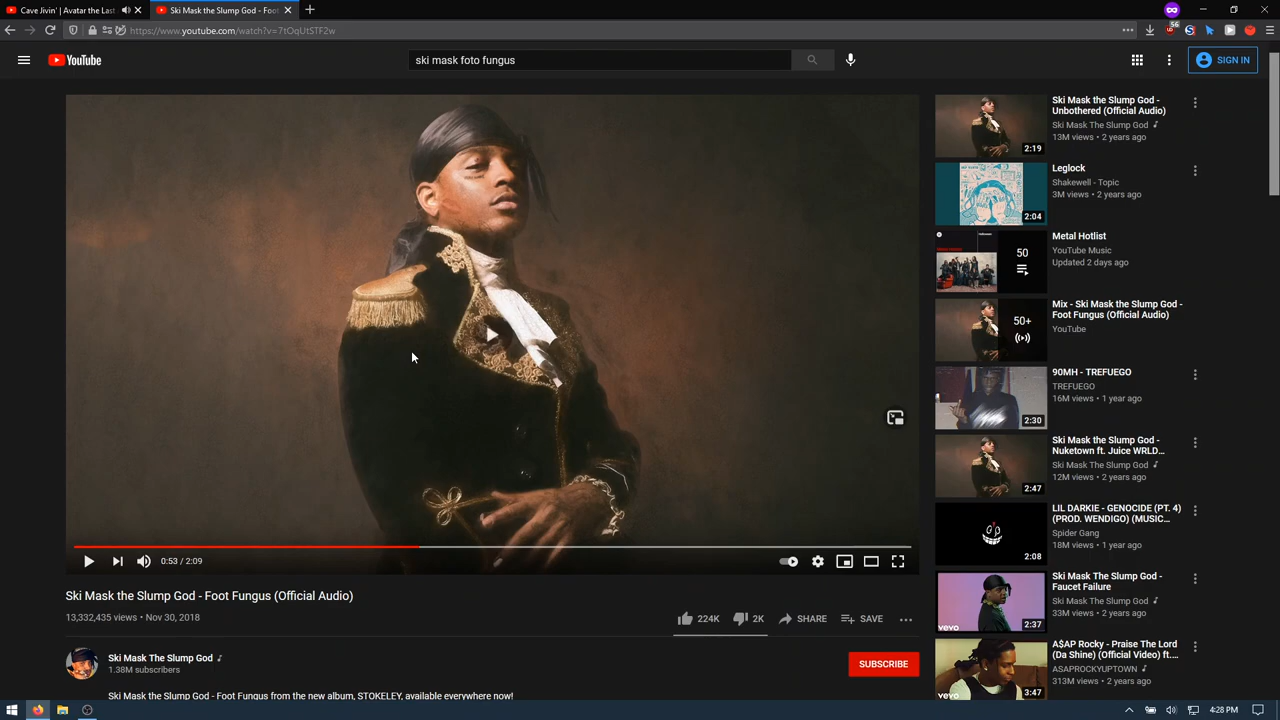 Cave Jivin' | Avatar the Last
Ski Mask the Slump God - Foot
https://www.youtube.com/watch?v=7tOqUtSTF2w
56
YouTube
ski mask foto fungus
SIGN IN
0:53 / 2:09
Ski Mask the Slump God - Foot Fungus (Official Audio)
13,332,435 views • Nov 30, 2018
224K
2K
SHARE
SAVE
Ski Mask The Slump God
1.38M subscribers
SUBSCRIBE
Ski Mask the Slump God - Foot Fungus from the new album, STOKELEY, available everywhere now!
Ski Mask the Slump God -
Unbothered (Official Audio)
Ski Mask The Slump God
13M views • 2 years ago
2:19
Leglock
Shakewell - Topic
3M views • 2 years ago
2:04
Metal Hotlist
YouTube Music
Updated 2 days ago
50
Mix - Ski Mask the Slump God -
Foot Fungus (Official Audio)
YouTube
50+
90MH - TREFUEGO
TREFUEGO
16M views • 1 year ago
2:30
Ski Mask the Slump God -
Nuketown ft. Juice WRLD...
Ski Mask The Slump God
12M views • 2 years ago
2:47
LIL DARKIE - GENOCIDE (PT. 4)
(PROD. WENDIGO) (MUSIC...
Spider Gang
18M views • 1 year ago
2:08
Ski Mask The Slump God -
Faucet Failure
Ski Mask The Slump God
33M views • 2 years ago
vevo
2:37
A$AP Rocky - Praise The Lord
(Da Shine) (Official Video) ft....
ASAPROCKYUPTOWN
313M views • 2 years ago
vevo
3:47
4:28 PM